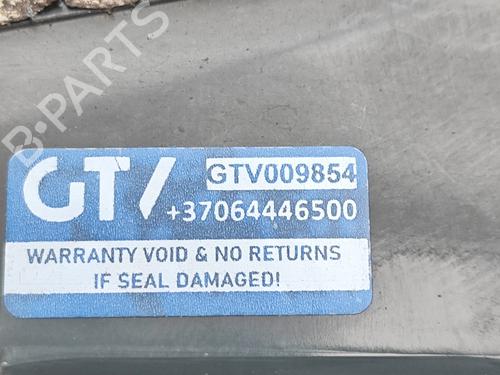 B-PARTS
GTV GTV009854
+37064446500
WARRANTY VOID & NO RETURNS
IF SEAL DAMAGED!